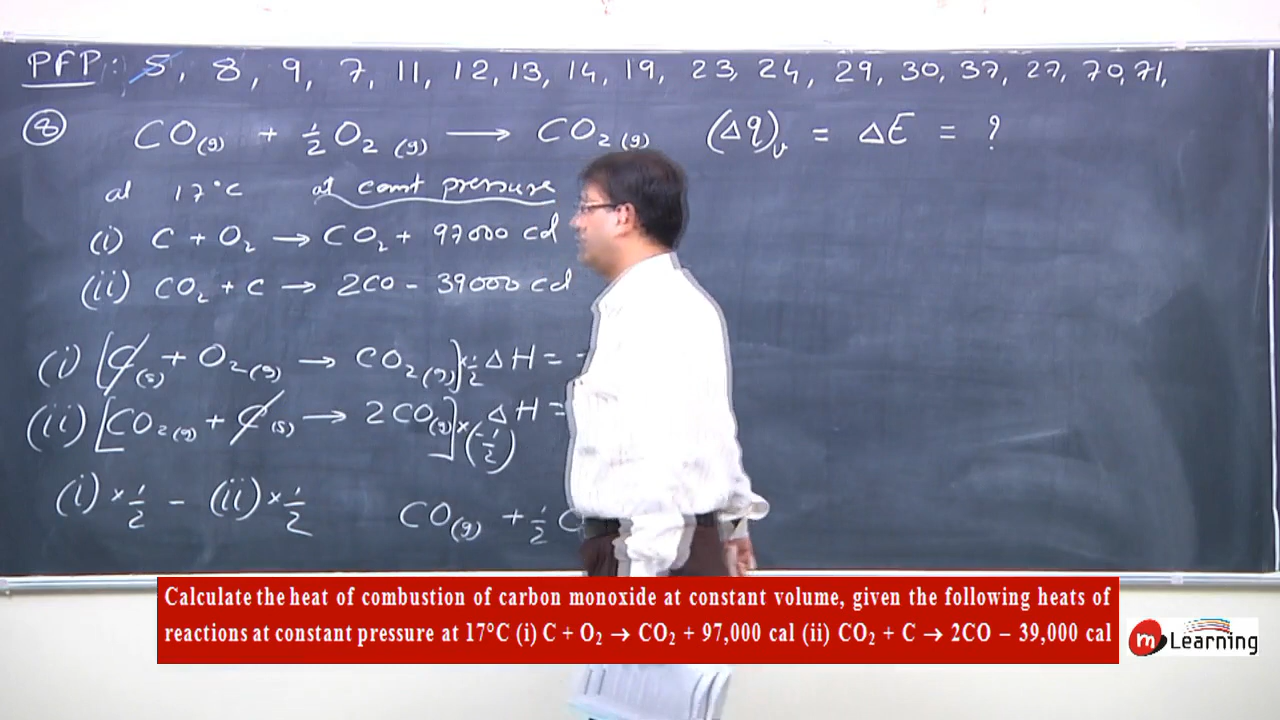 PFP: 5, 8, 9, 7, 11, 12, 13, 14, 19, 23, 24, 29, 30, 37, 27, 70, 71,
⑧ CO(g) + ½O₂(g) → CO₂(g) (Δq)ᵥ = ΔE = ?
at 17°C at const pressure
(i) C + O₂ → CO₂ + 97000 cal
(ii) CO₂ + C → 2CO − 39000 cal
(i) [C(s) + O₂(g) → CO₂(g)] × ½ ΔH = -
(ii) [CO₂(g) + C(s) → 2CO(g)] × (-½) ΔH =
(i) × ½ − (ii) × ½ CO(g) + ½
Calculate the heat of combustion of carbon monoxide at constant volume, given the following heats of
reactions at constant pressure at 17°C (i) C + O₂ → CO₂ + 97,000 cal (ii) CO₂ + C → 2CO − 39,000 cal
m Learning